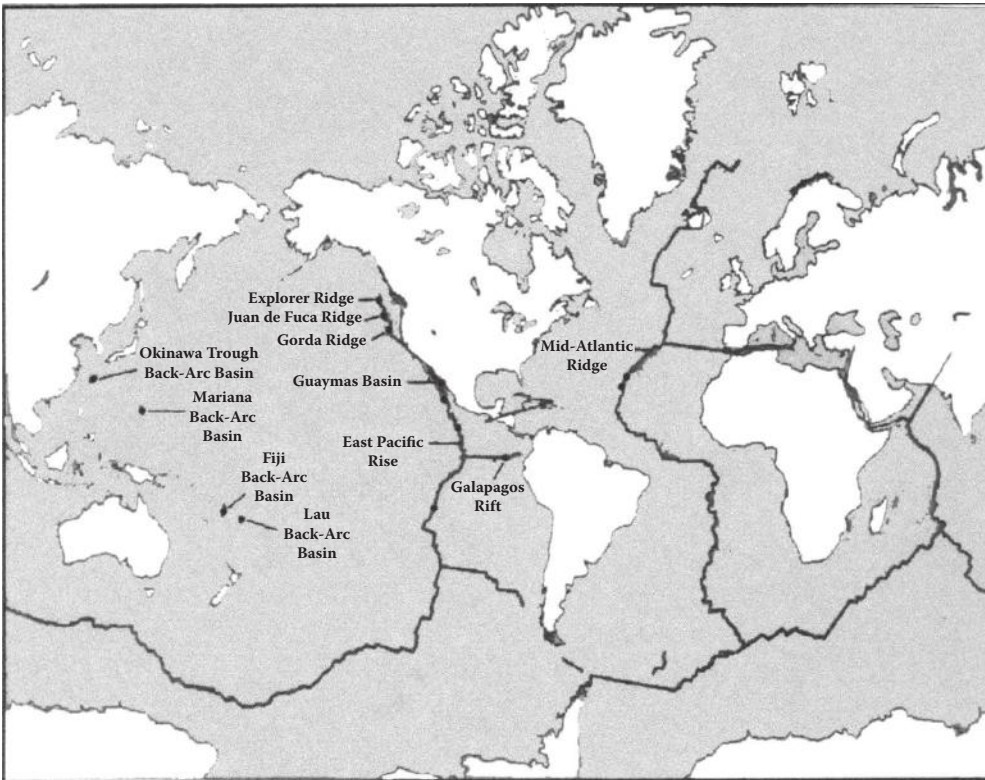 Explorer Ridge
Juan de Fuca Ridge
Gorda Ridge
Okinawa Trough
Back-Arc Basin
Mid-Atlantic
Ridge
Guaymas Basin
Mariana
Back-Arc
Basin
East Pacific
Rise
Fiji
Back-Arc
Basin
Galapagos
Rift
Lau
Back-Arc
Basin